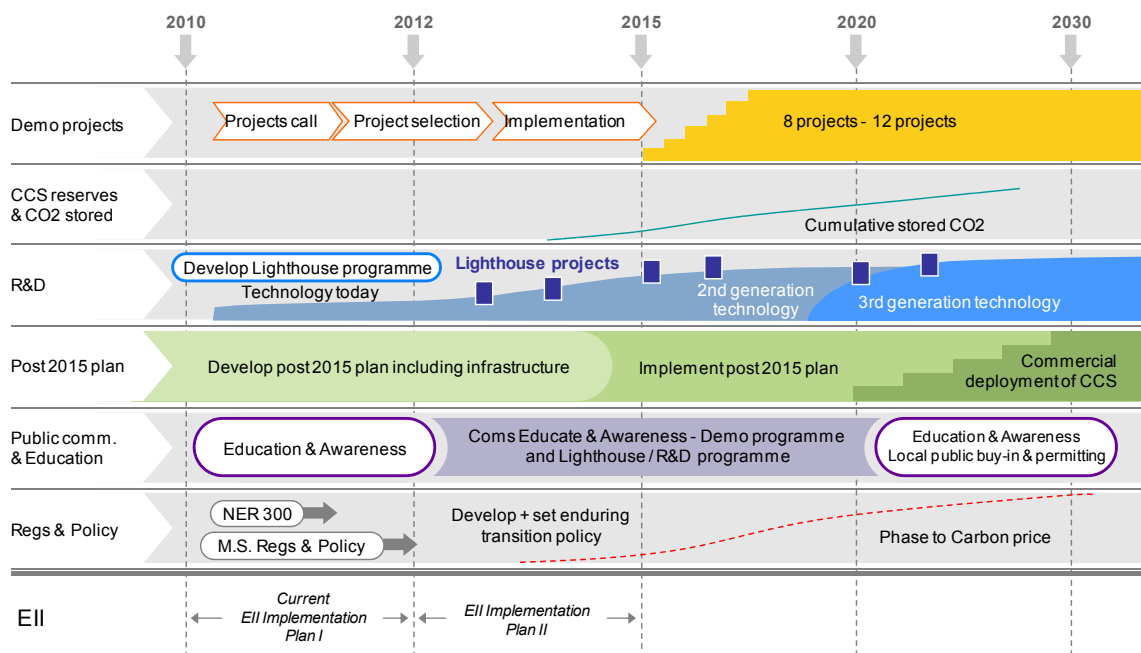 2010 2012 2015 2020 2030
Demo projects
Projects call
Project selection
Implementation
8 projects - 12 projects
CCS reserves
& CO2 stored
Cumulative stored CO2
R&D
Develop Lighthouse programme
Technology today
Lighthouse projects
2nd generation
technology
3rd generation technology
Post 2015 plan
Develop post 2015 plan including infrastructure
Implement post 2015 plan
Commercial
deployment of CCS
Public comm.
& Education
Education & Awareness
Coms Educate & Awareness - Demo programme
and Lighthouse / R&D programme
Education & Awareness
Local public buy-in & permitting
Regs & Policy
NER 300
M.S. Regs & Policy
Develop + set enduring
transition policy
Phase to Carbon price
EII
Current
EII Implementation
Plan I
EII Implementation
Plan II